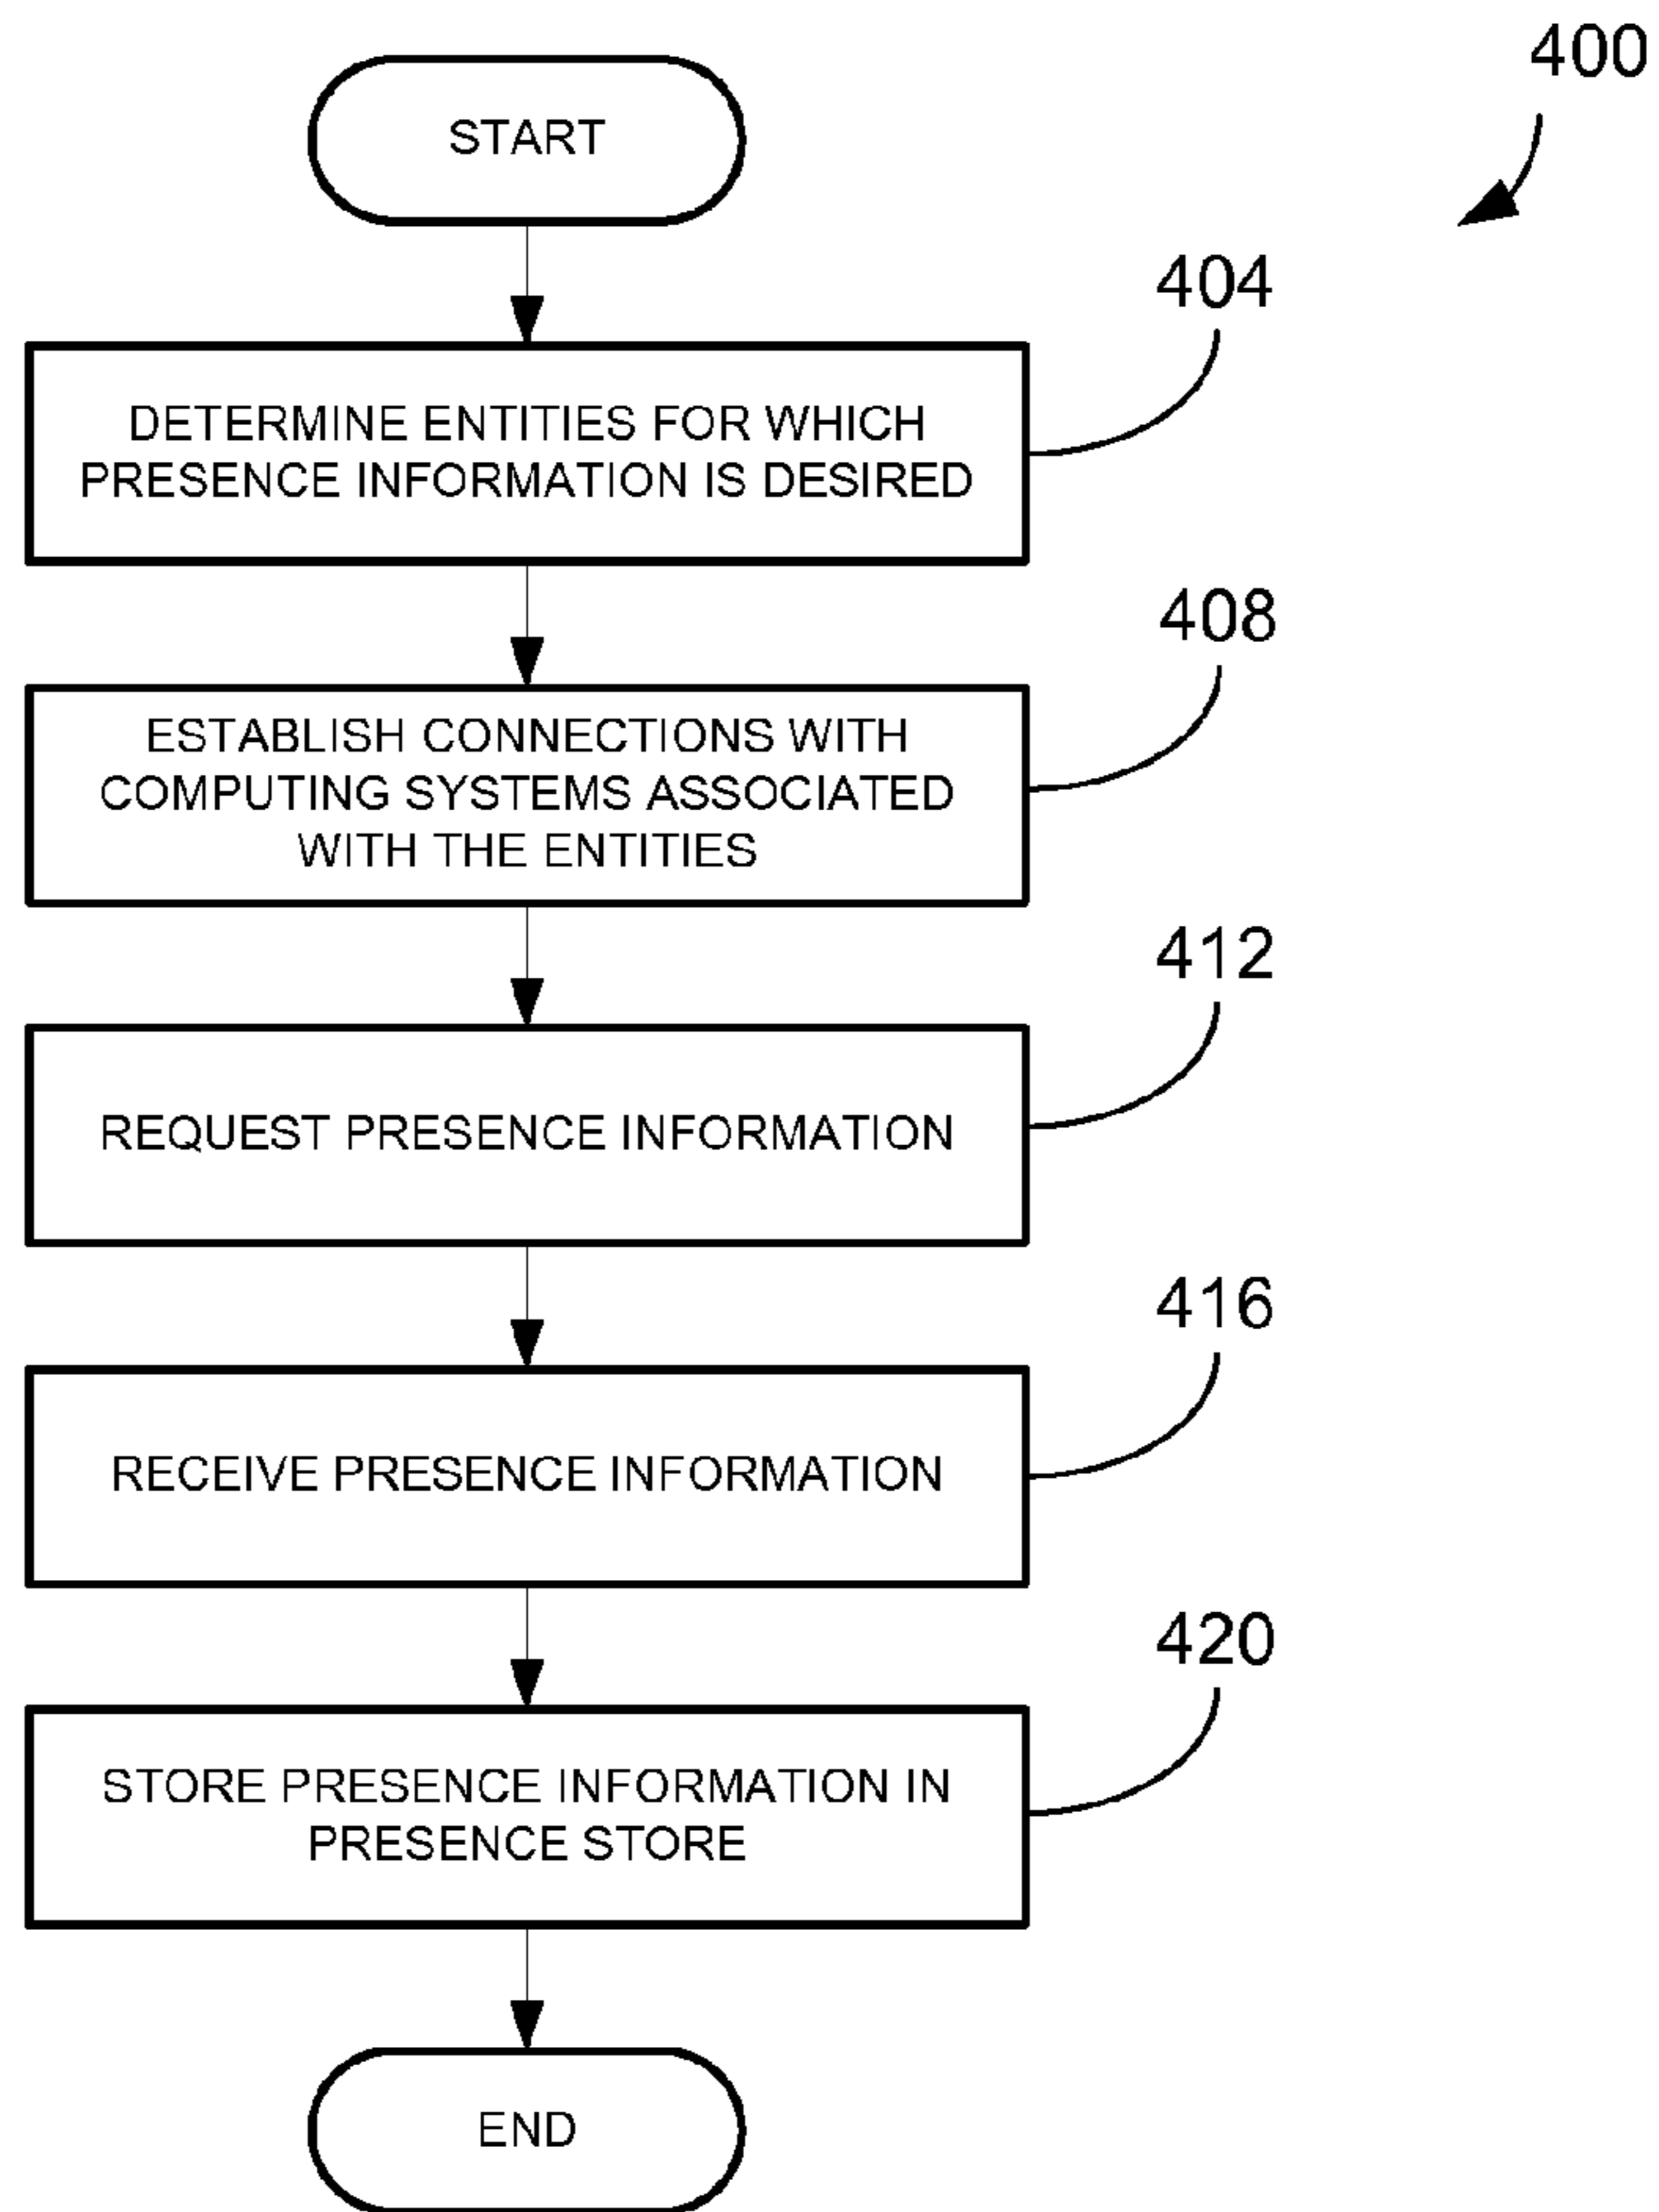 400
START
404
DETERMINE ENTITIES FOR WHICH
PRESENCE INFORMATION IS DESIRED
408
ESTABLISH CONNECTIONS WITH
COMPUTING SYSTEMS ASSOCIATED
WITH THE ENTITIES
412
REQUEST PRESENCE INFORMATION
416
RECEIVE PRESENCE INFORMATION
420
STORE PRESENCE INFORMATION IN
PRESENCE STORE
END